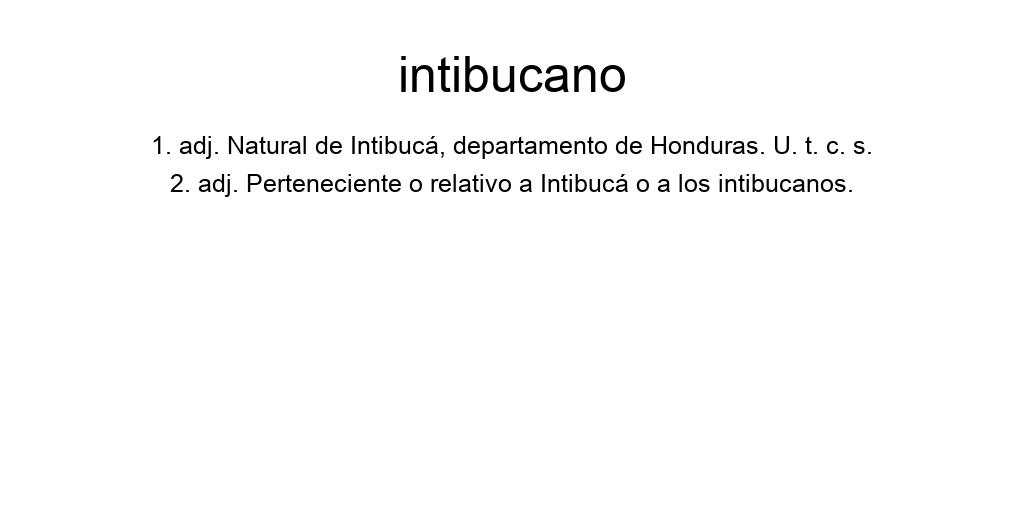 intibucano
1. adj. Natural de Intibucá, departamento de Honduras. U. t. c. s.
2. adj. Perteneciente o relativo a Intibucá o a los intibucanos.